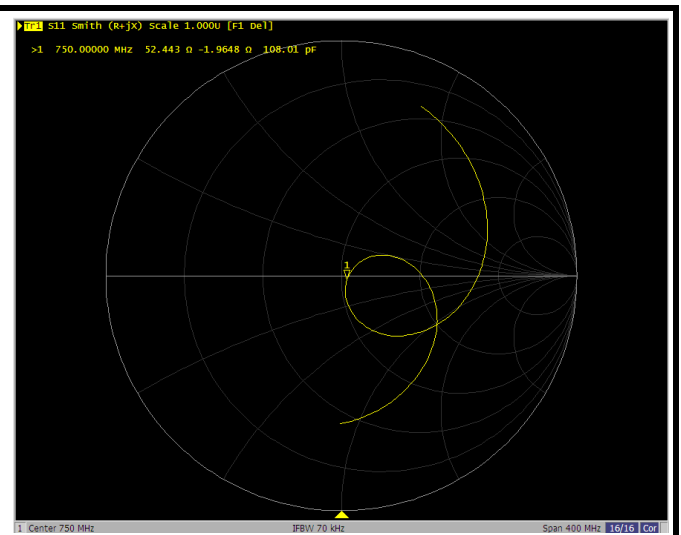 Tr1 S11 Smith (R+jX) Scale 1.000U [F1 Del]
>1 750.00000 MHz 52.443 Ω -1.9648 Ω 108.01 pF
1
1 Center 750 MHz IFBW 70 kHz Span 400 MHz 16/16 Cor